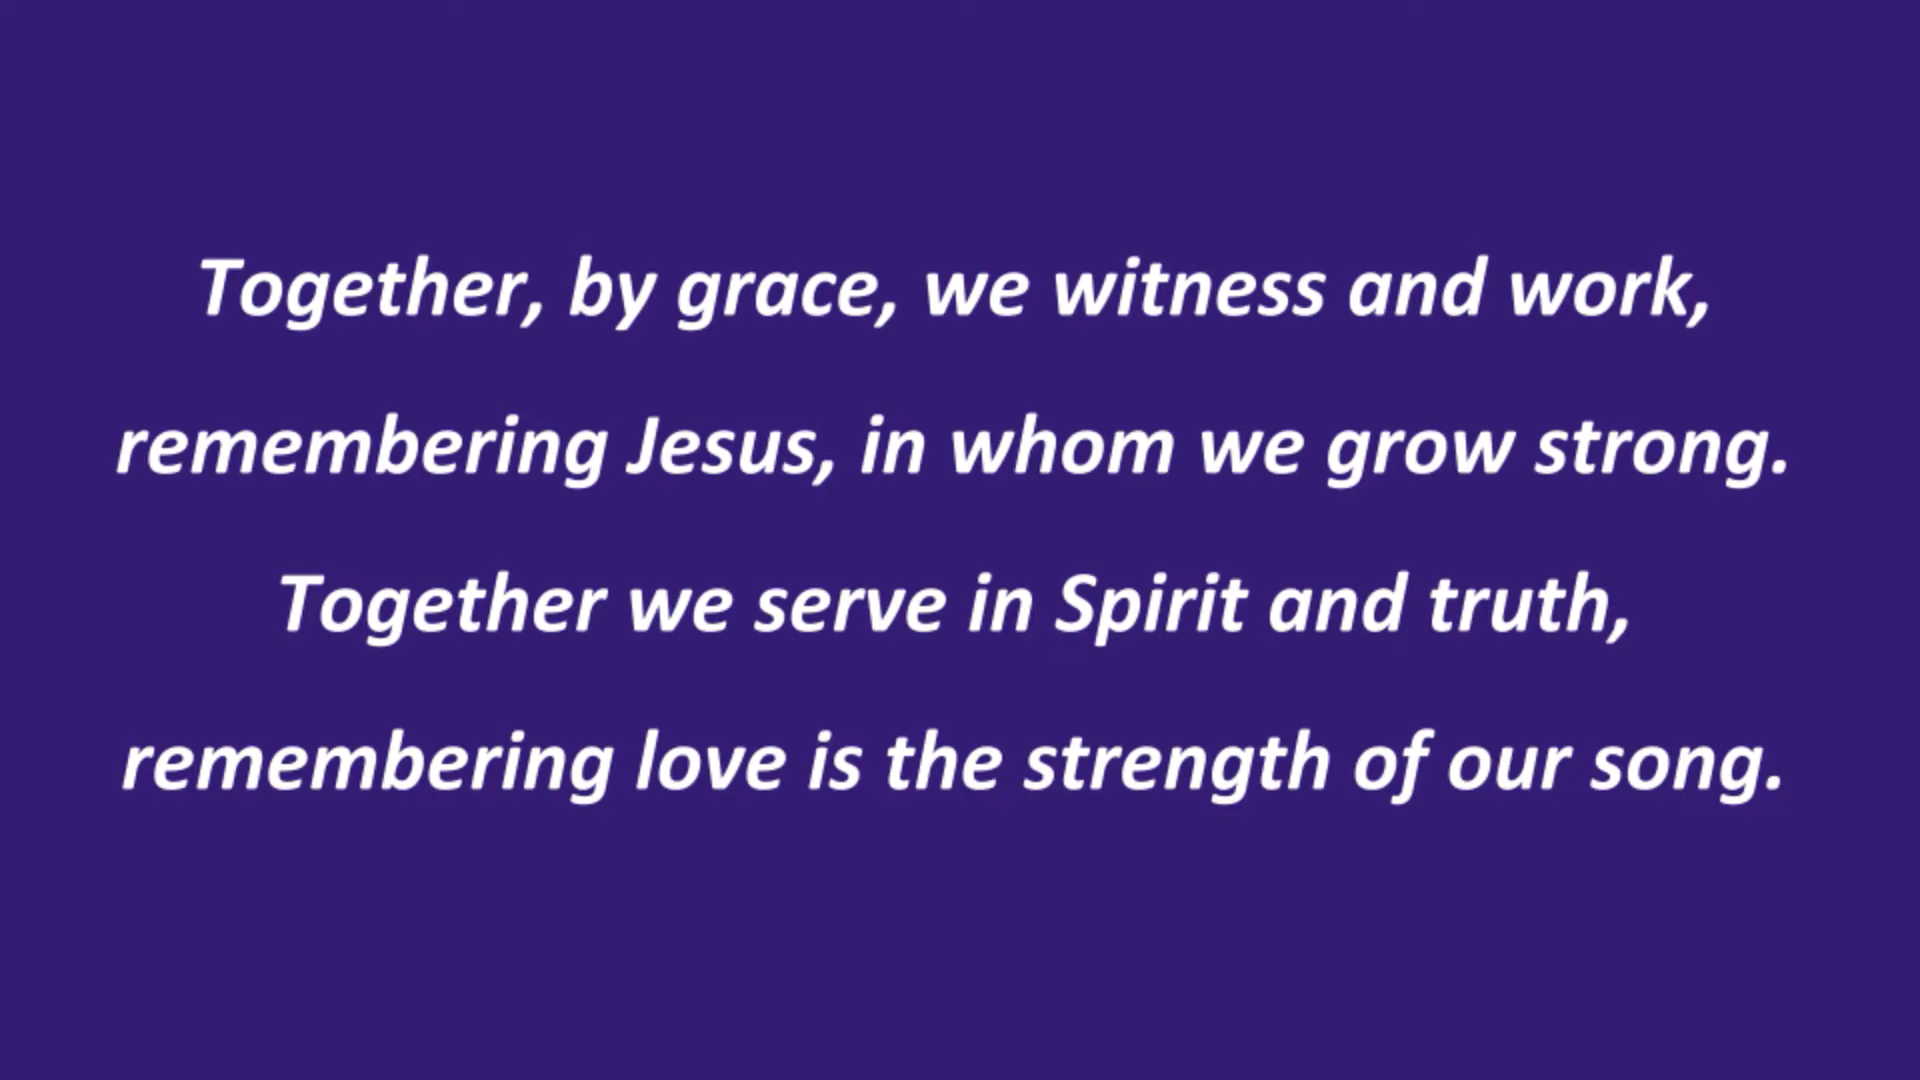 Together, by grace, we witness and work,
remembering Jesus, in whom we grow strong.
Together we serve in Spirit and truth,
remembering love is the strength of our song.